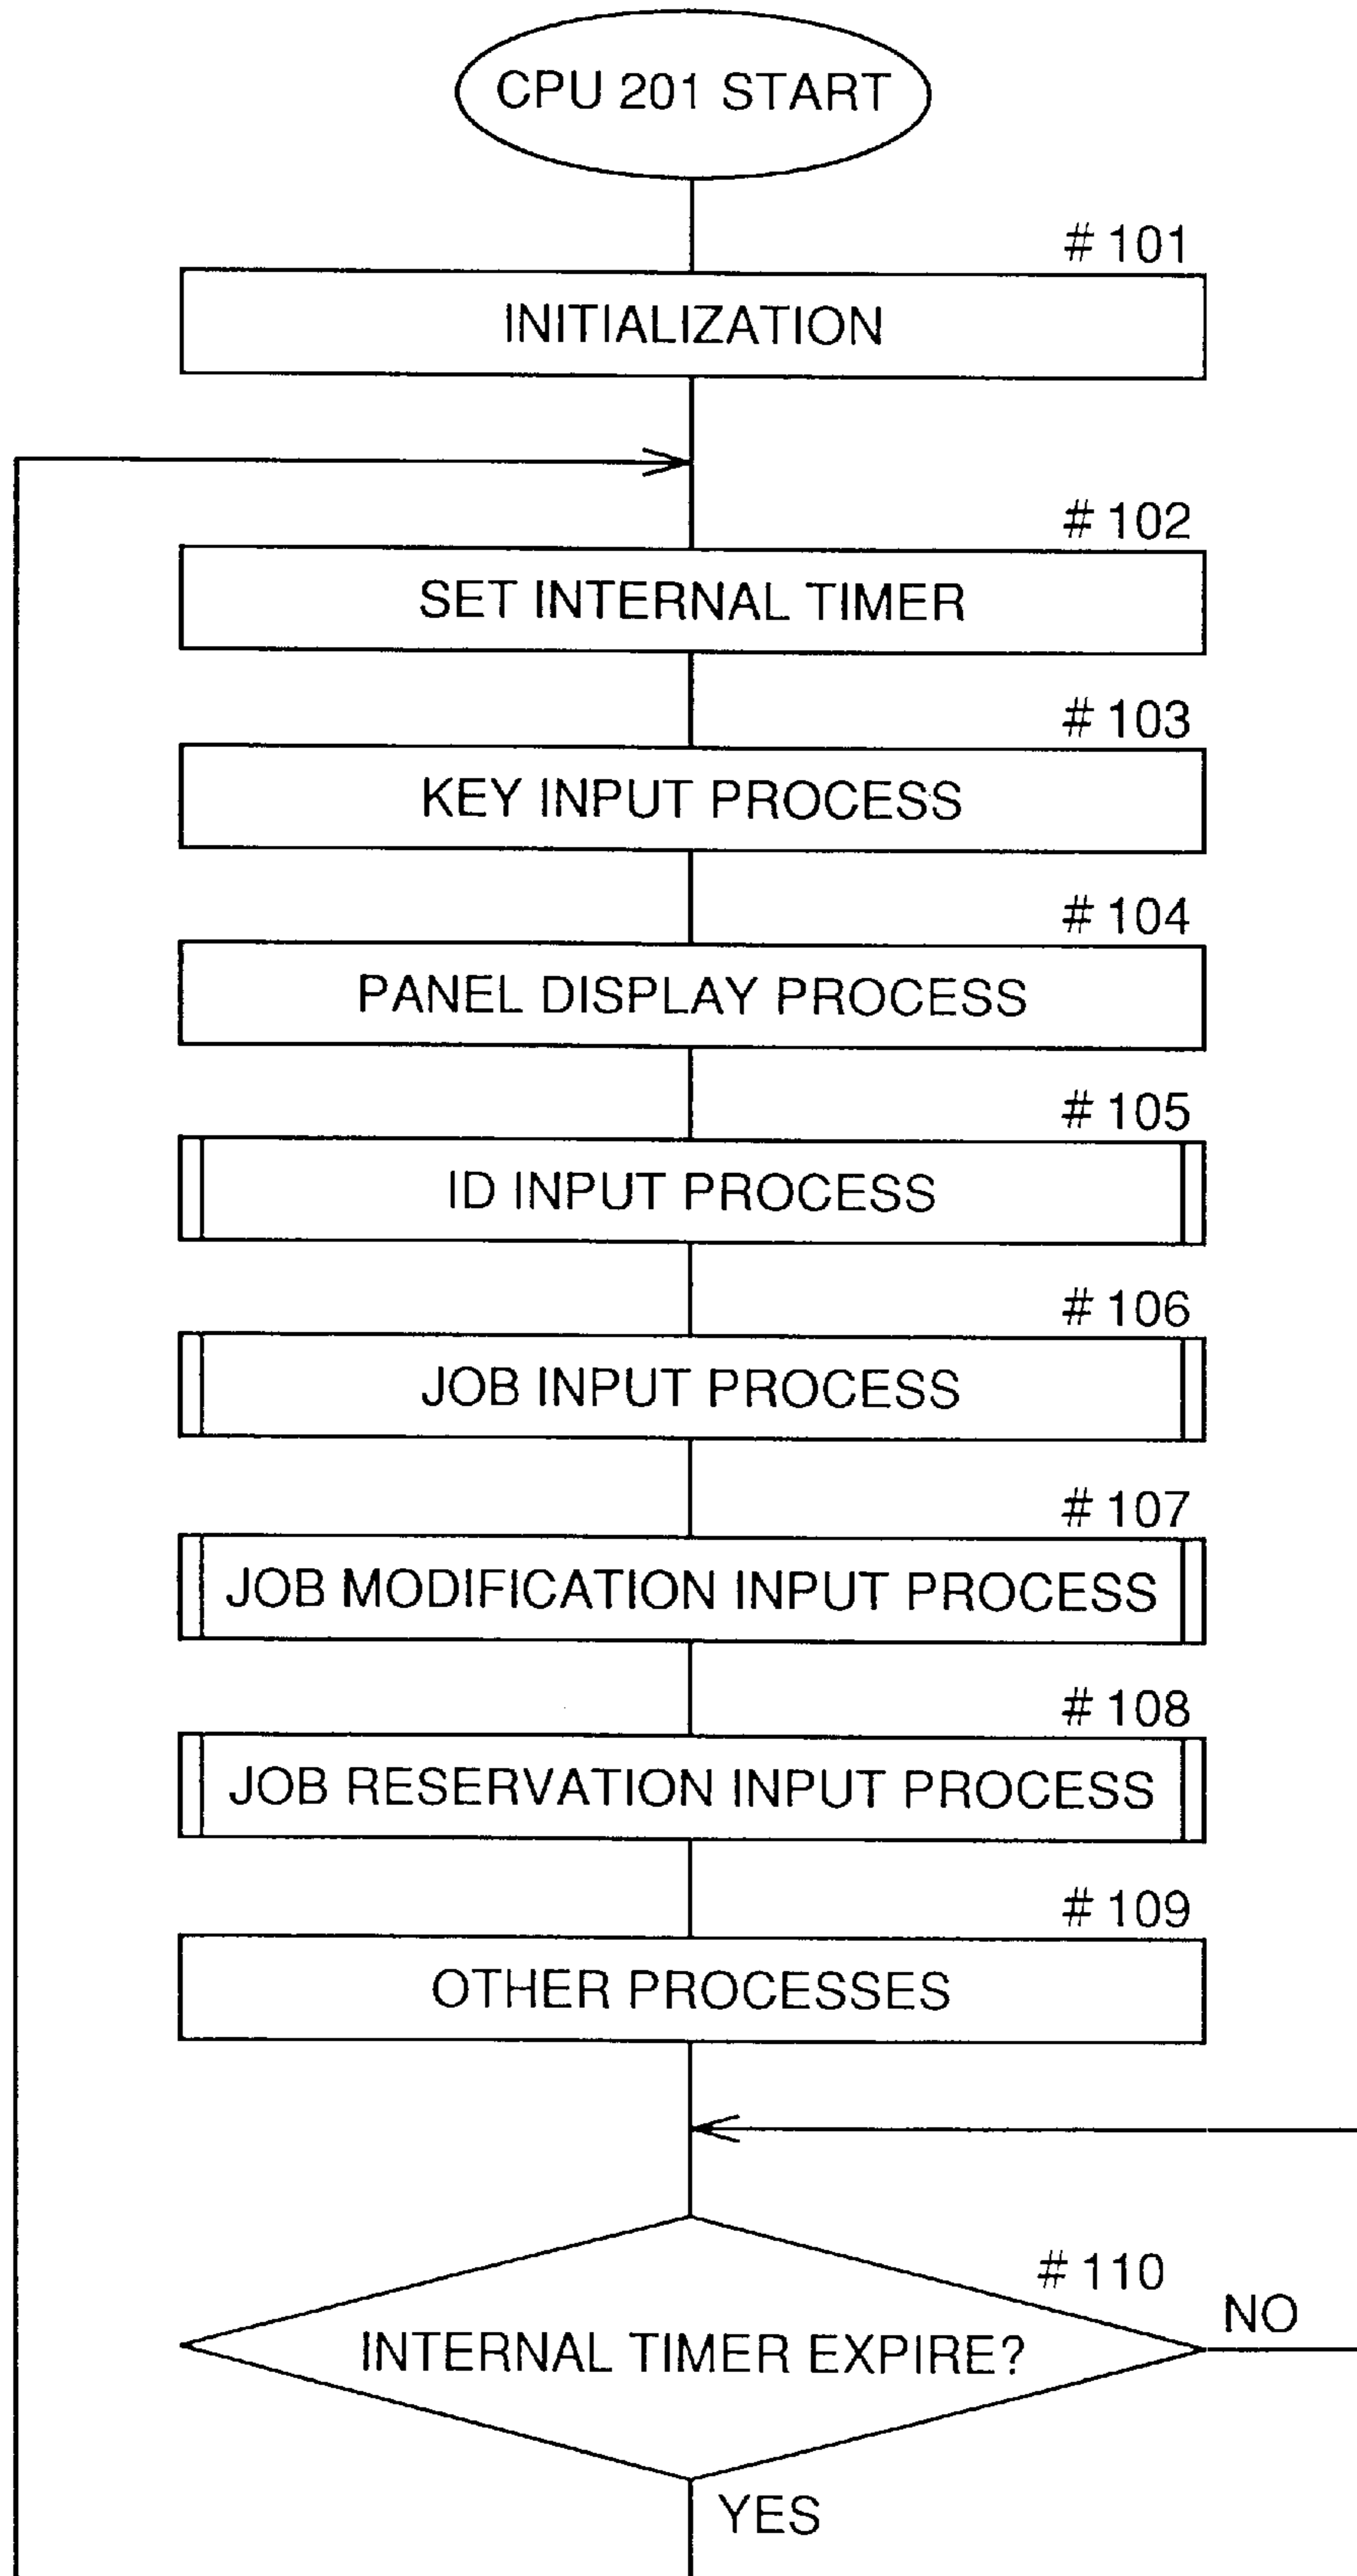 CPU 201 START
# 101
INITIALIZATION
# 102
SET INTERNAL TIMER
# 103
KEY INPUT PROCESS
# 104
PANEL DISPLAY PROCESS
# 105
ID INPUT PROCESS
# 106
JOB INPUT PROCESS
# 107
JOB MODIFICATION INPUT PROCESS
# 108
JOB RESERVATION INPUT PROCESS
# 109
OTHER PROCESSES
# 110
NO
INTERNAL TIMER EXPIRE?
YES